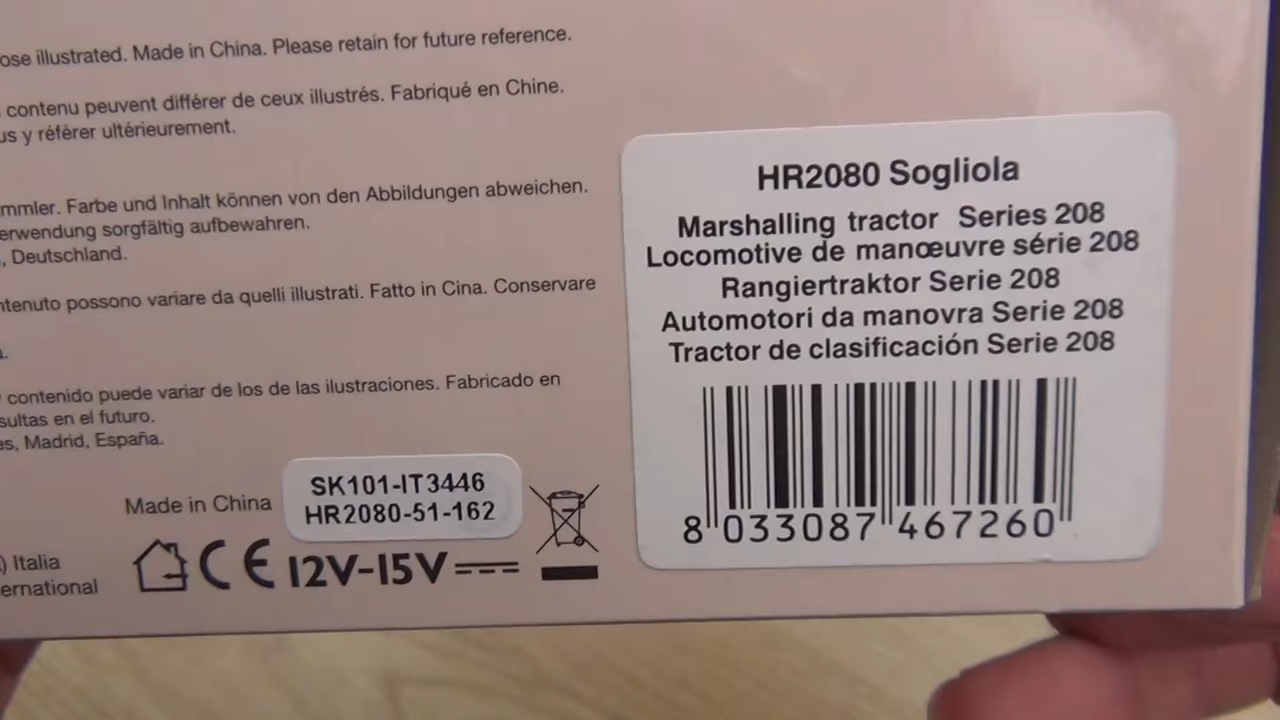 ose illustrated. Made in China. Please retain for future reference.
contenu peuvent différer de ceux illustrés. Fabriqué en Chine.
us y référer ultérieurement.
mmler. Farbe und Inhalt können von den Abbildungen abweichen.
erwendung sorgfältig aufbewahren.
, Deutschland.
ntenuto possono variare da quelli illustrati. Fatto in Cina. Conservare
contenido puede variar de los de las ilustraciones. Fabricado en
sultas en el futuro.
es, Madrid, España.
Made in China
SK101-IT3446
HR2080-51-162
) Italia
ernational
CE 12V-15V
HR2080 Sogliola
Marshalling tractor Series 208
Locomotive de manœuvre série 208
Rangiertraktor Serie 208
Automotori da manovra Serie 208
Tractor de clasificación Serie 208
8 033087 467260